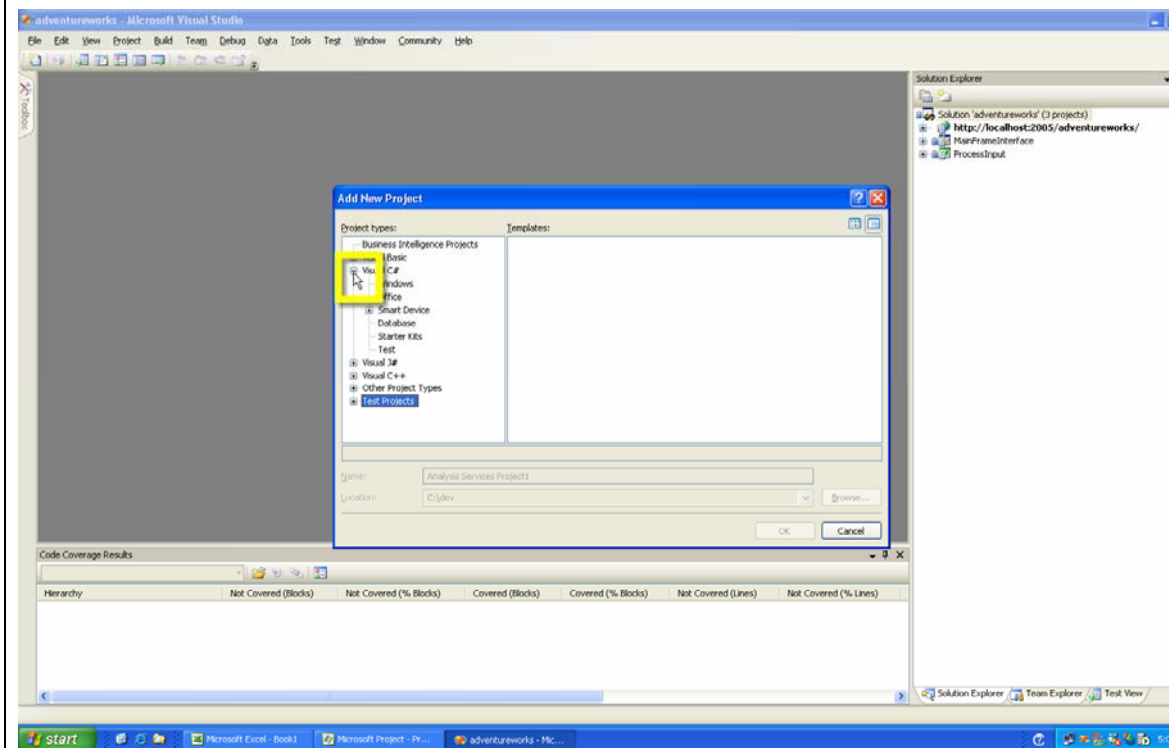 adventureworks - Microsoft Visual Studio
File Edit View Project Build Team Debug Data Tools Test Window Community Help
Toolbox
Solution Explorer
Solution 'adventureworks' (3 projects)
http://localhost:2005/adventureworks/
MainFrameInterface
ProcessInput
Add New Project
Project types:
Templates:
Business Intelligence Projects
Basic
Visual C#
Windows
Office
Smart Device
Database
Starter Kits
Test
Visual J#
Visual C++
Other Project Types
Test Projects
Name: Analysis Services Project1
Location: C:\dev
Browse...
OK Cancel
Code Coverage Results
Hierarchy Not Covered (Blocks) Not Covered (% Blocks) Covered (Blocks) Covered (% Blocks) Not Covered (Lines) Not Covered (% Lines)
Solution Explorer Team Explorer Test View
start Microsoft Excel - Book1 Microsoft Project - Pr... adventureworks - Mic...